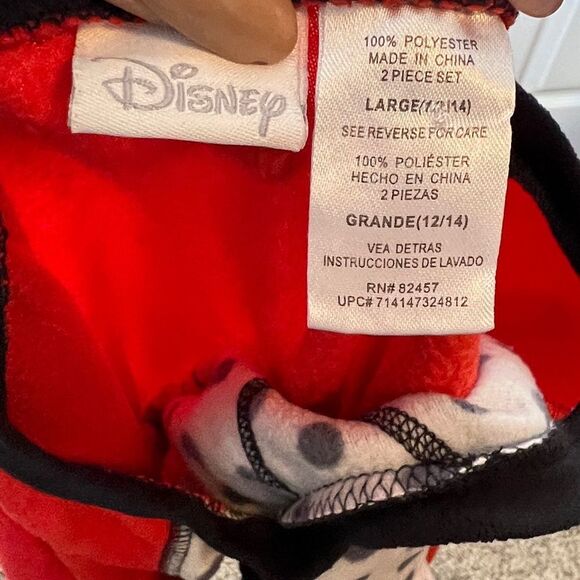 Disney
100% POLYESTER
MADE IN CHINA
2 PIECE SET
LARGE(12/14)
SEE REVERSE FOR CARE
100% POLIÉSTER
HECHO EN CHINA
2 PIEZAS
GRANDE(12/14)
VEA DETRAS
INSTRUCCIONES DE LAVADO
RN# 82457
UPC# 714147324812